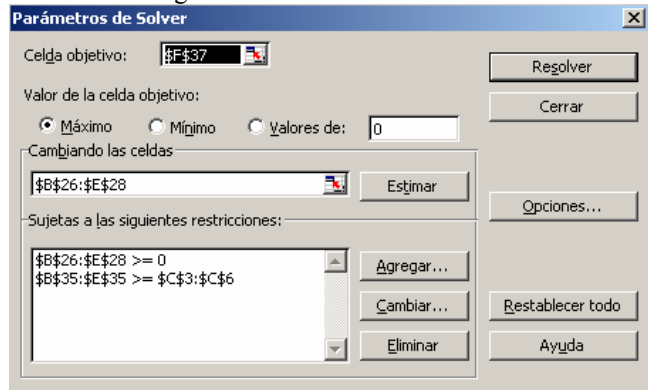 Parámetros de Solver
Celda objetivo: $F$37
Resolver
Valor de la celda objetivo:
Cerrar
Máximo Mínimo Valores de: 0
Cambiando las celdas
$B$26:$E$28 Estimar
Opciones...
Sujetas a las siguientes restricciones:
$B$26:$E$28 >= 0
$B$35:$E$35 >= $C$3:$C$6
Agregar...
Cambiar... Restablecer todo
Eliminar Ayuda